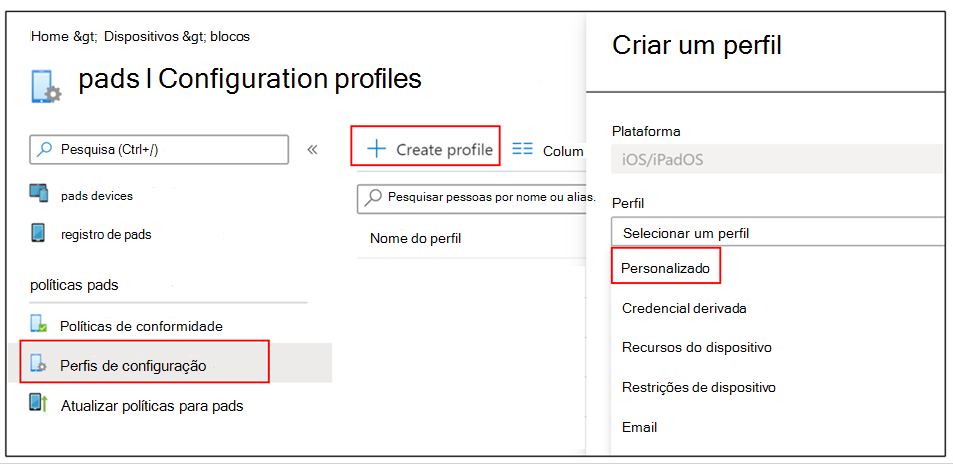 Home &gt; Dispositivos &gt; blocos
pads | Configuration profiles
Pesquisa (Ctrl+/)
«
pads devices
registro de pads
políticas pads
Políticas de conformidade
Perfis de configuração
Atualizar políticas para pads
Create profile
Colum
Pesquisar pessoas por nome ou alias.
Nome do perfil
Criar um perfil
Plataforma
iOS/iPadOS
Perfil
Selecionar um perfil
Personalizado
Credencial derivada
Recursos do dispositivo
Restrições de dispositivo
Email